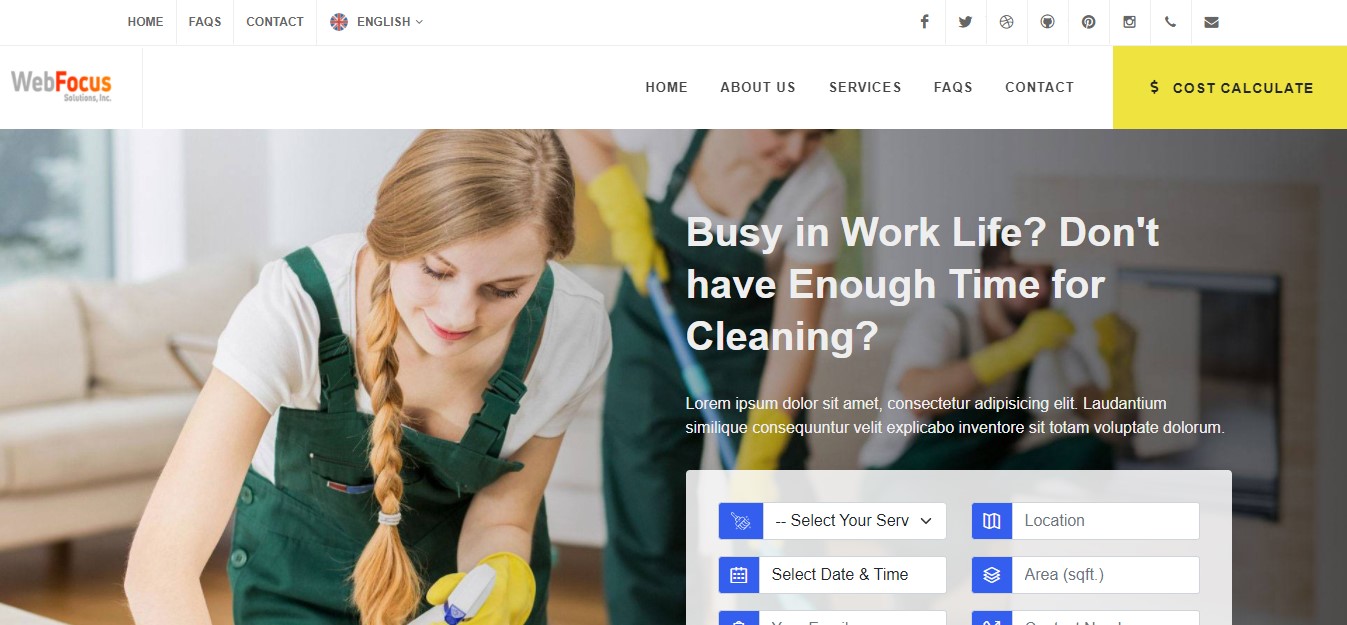 HOME FAQS CONTACT ENGLISH
WebFocus
Solutions, Inc.
HOME ABOUT US SERVICES FAQS CONTACT $ COST CALCULATE
Busy in Work Life? Don't
have Enough Time for
Cleaning?
Lorem ipsum dolor sit amet, consectetur adipisicing elit. Laudantium
similique consequuntur velit explicabo inventore sit totam voluptate dolorum.
-- Select Your Serv Location
Select Date & Time Area (sqft.)